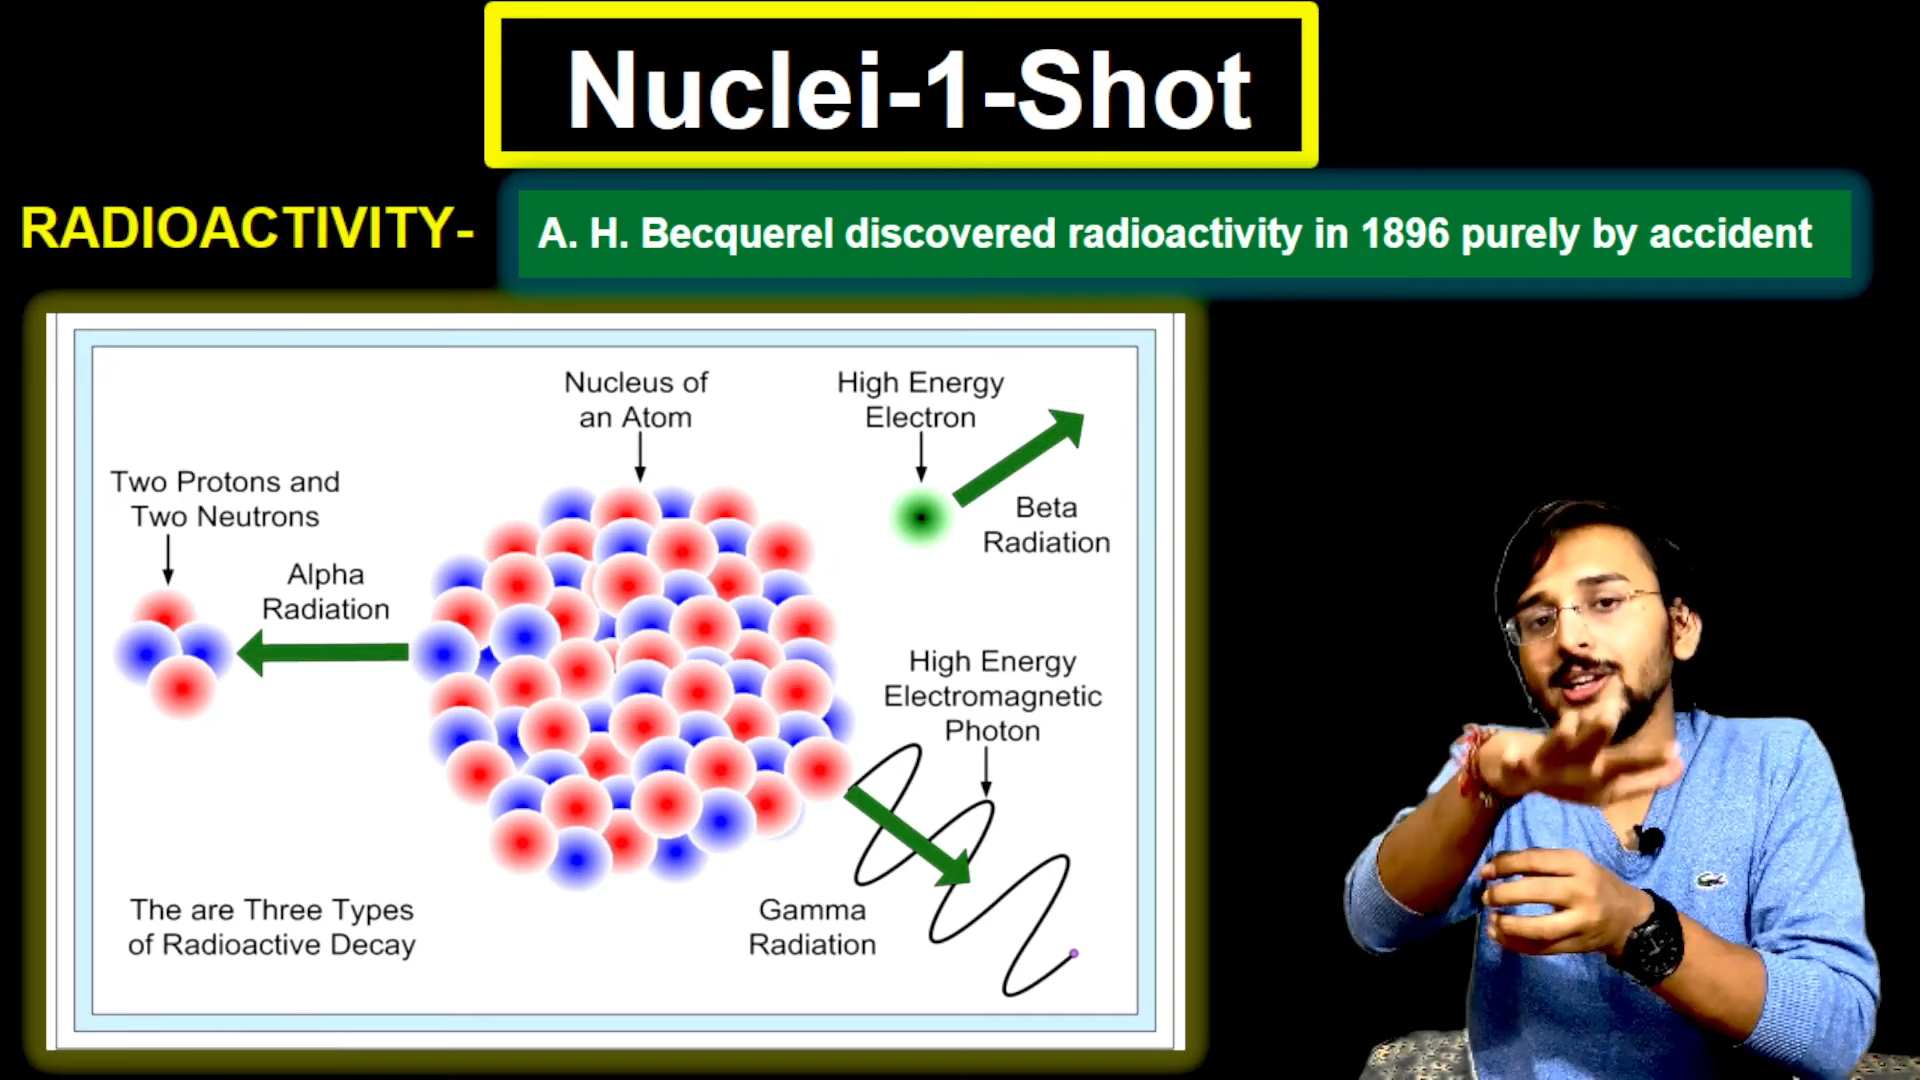 Nuclei-1-Shot
RADIOACTIVITY-
A. H. Becquerel discovered radioactivity in 1896 purely by accident
Nucleus of
an Atom
High Energy
Electron
Two Protons and
Two Neutrons
Alpha
Radiation
Beta
Radiation
High Energy
Electromagnetic
Photon
The are Three Types
of Radioactive Decay
Gamma
Radiation